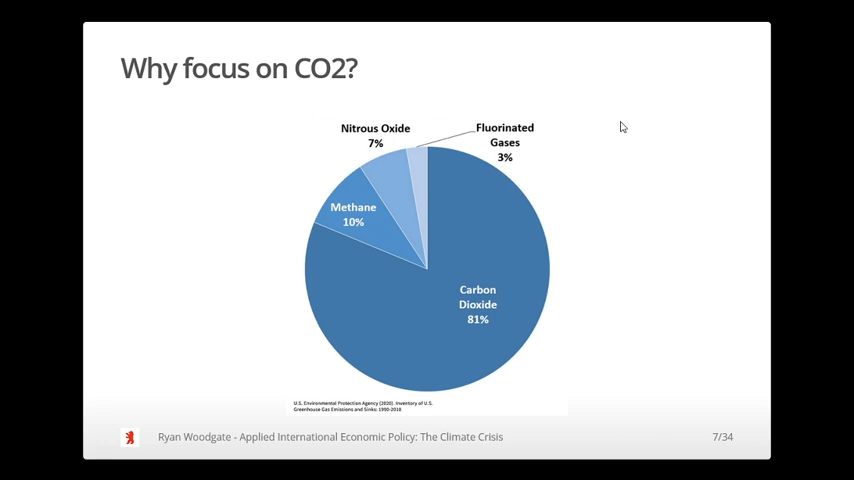 Why focus on CO2?
Nitrous Oxide
7%
Fluorinated
Gases
3%
Methane
10%
Carbon
Dioxide
81%
U.S. Environmental Protection Agency (2020). Inventory of U.S.
Greenhouse Gas Emissions and Sinks: 1990-2018
Ryan Woodgate - Applied International Economic Policy: The Climate Crisis
7/34